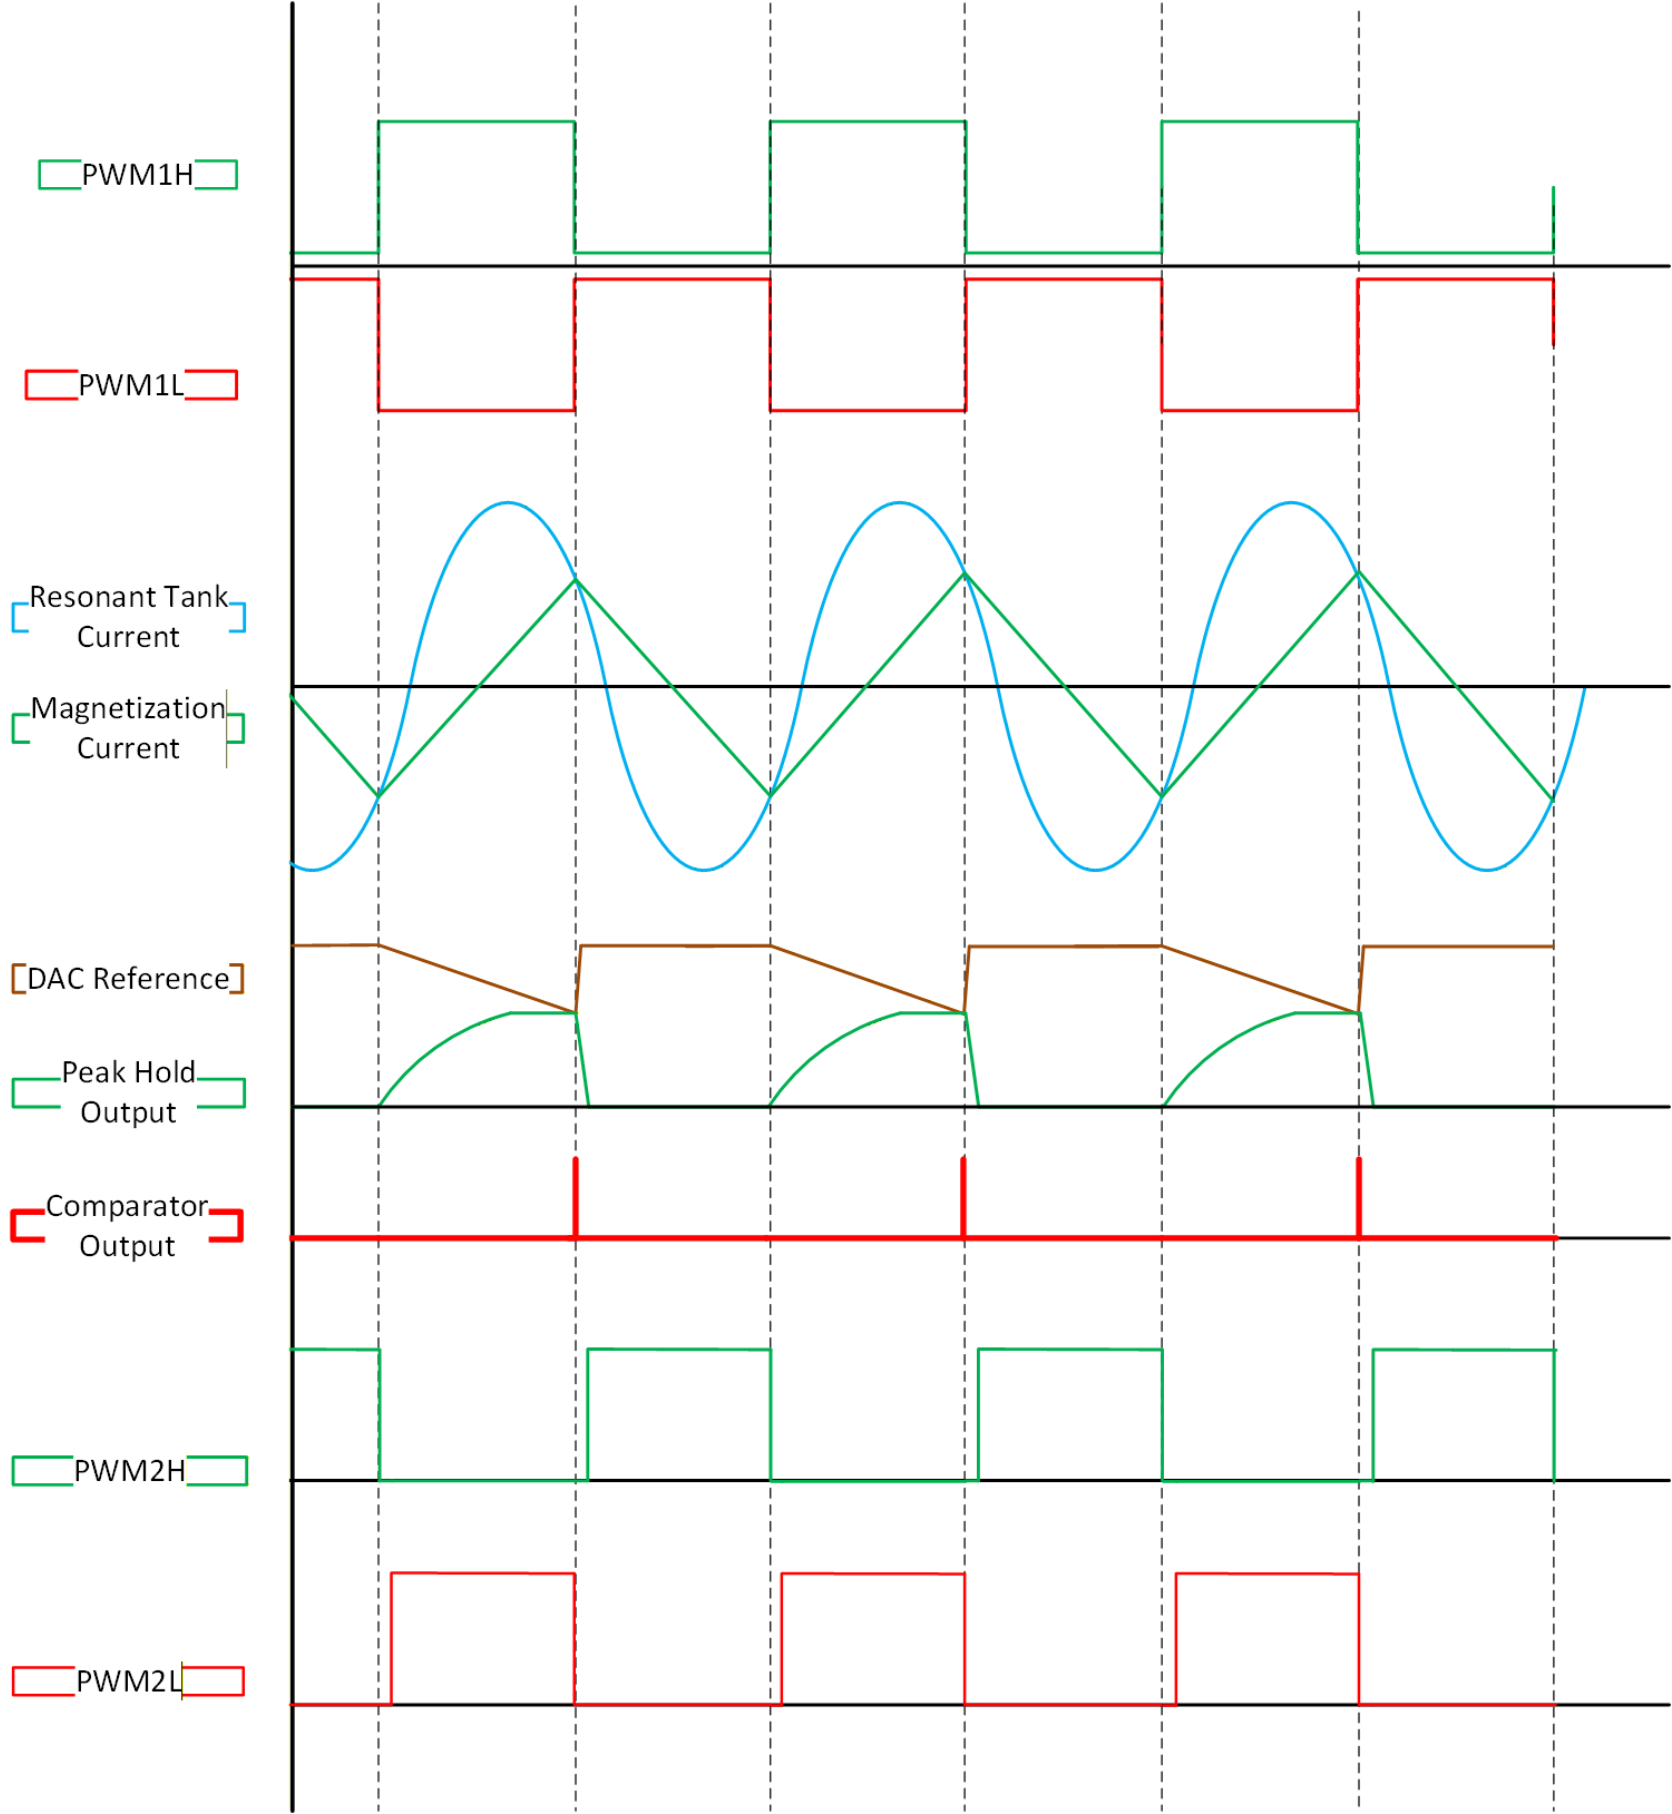 PWM1H
PWM1L
Resonant Tank
Current
Magnetization
Current
DAC Reference
Peak Hold
Output
Comparator
Output
PWM2H
PWM2L